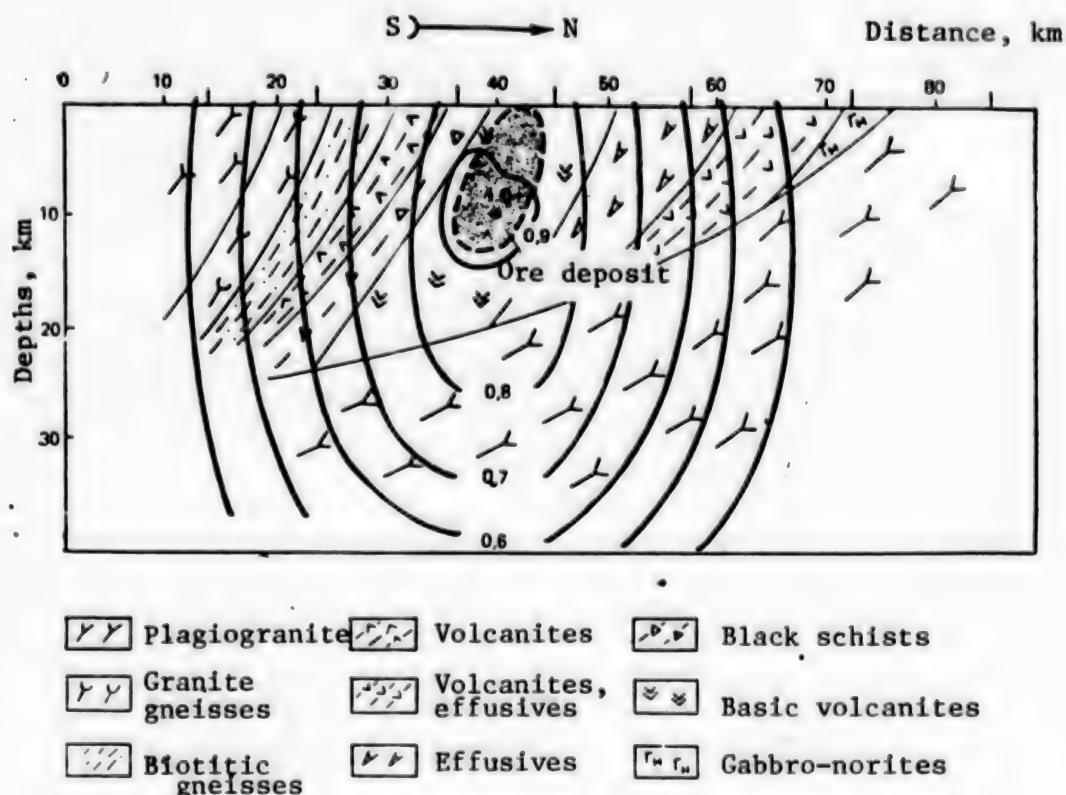 S N
Distance, km
0 10 20 30 40 50 60 70 80
Depths, km
10
20
30
0,9
Ore deposit
0,8
0,7
0,6
Plagiogranite
Volcanites
Black schists
Granite
gneisses
Volcanites,
effusives
Basic volcanites
Biotitic
gneisses
Effusives
Gabbro-norites